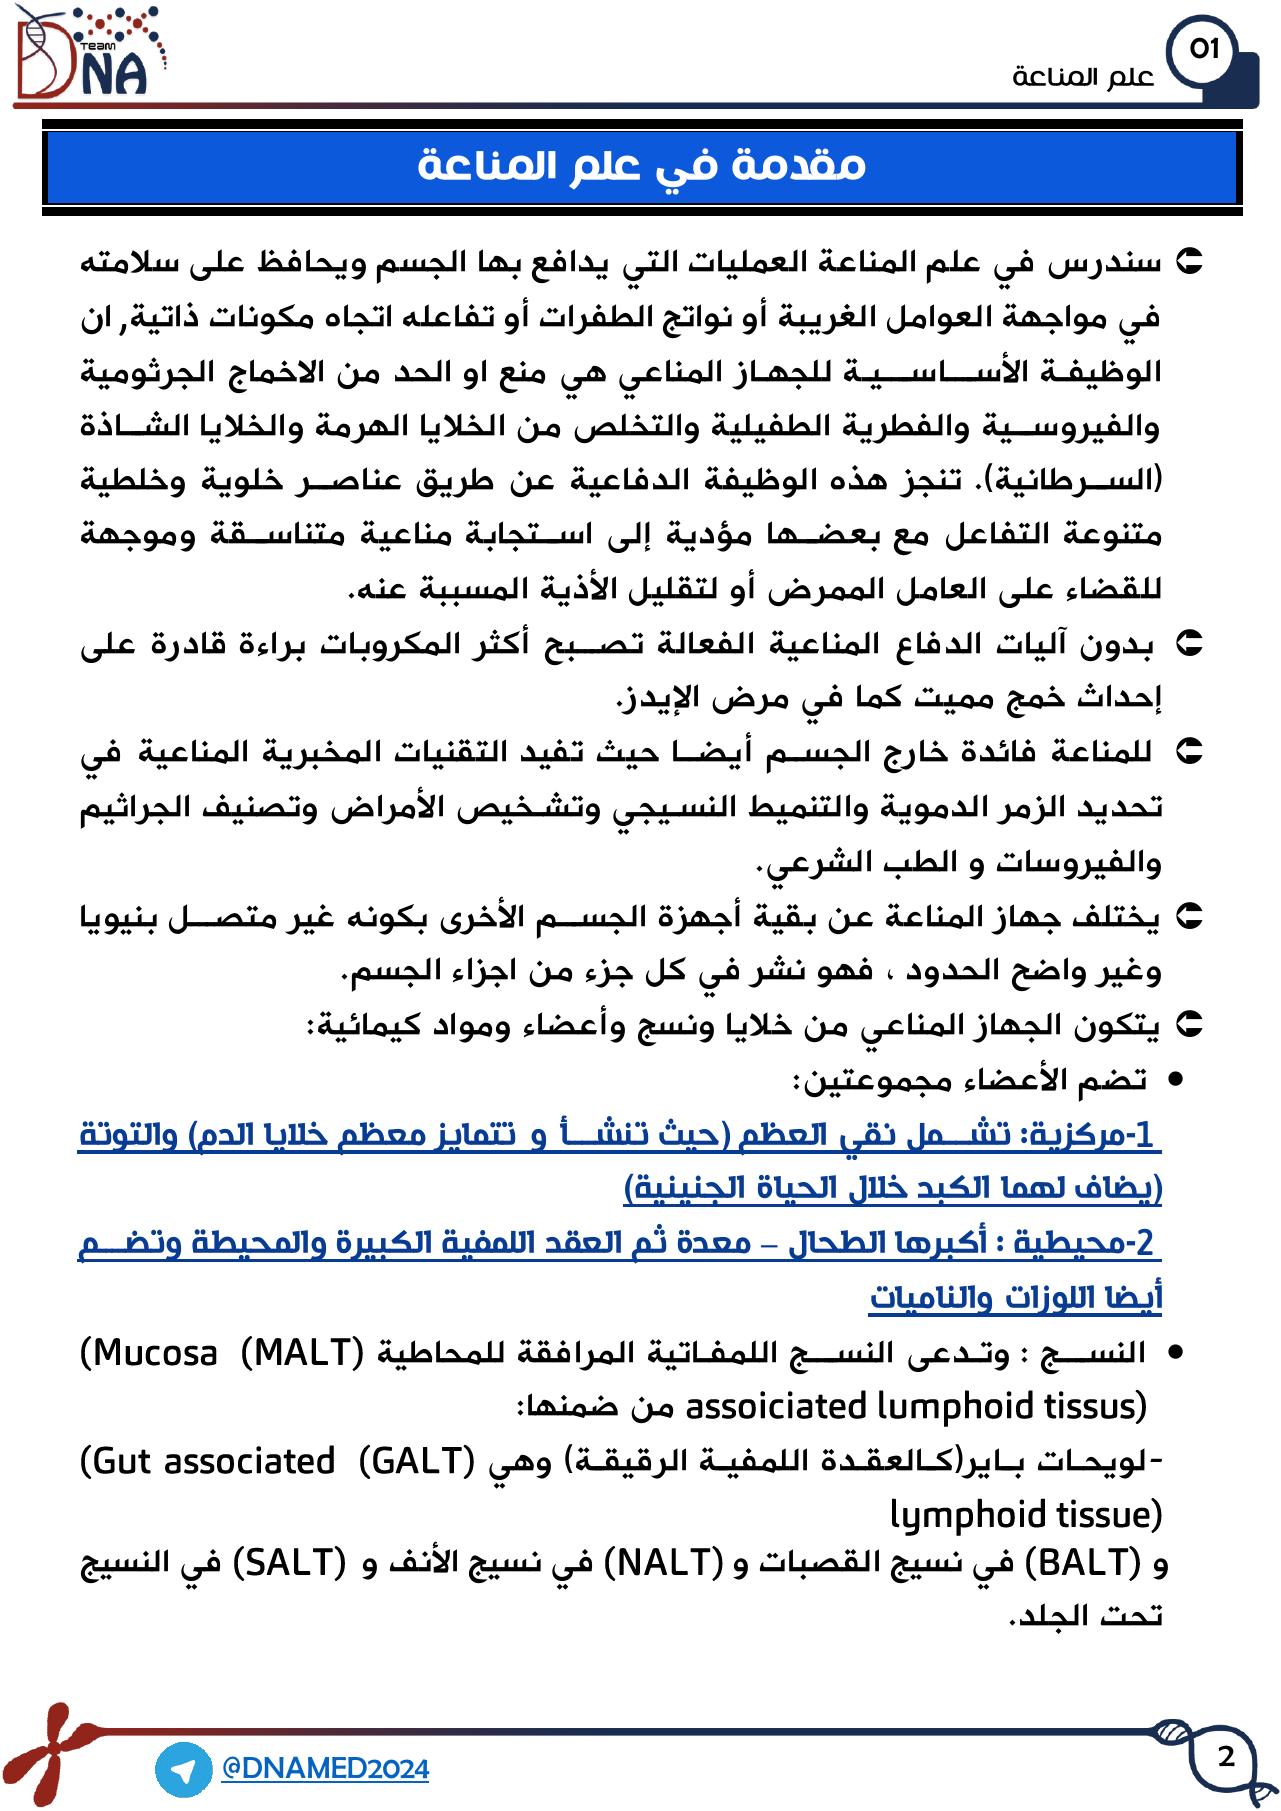 DNA TEAM
01
علم المناعة
مقدمة في علم المناعة
سندرس في علم المناعة العمليات التي يدافع بها الجسم ويحافظ على سلامته
في مواجهة العوامل الغريبة أو نواتج الطفرات أو تفاعله اتجاه مكونات ذاتية, ان
الوظيفة الأساسية للجهاز المناعي هي منع او الحد من الاخماج الجرثومية
والفيروسية والفطرية الطفيلية والتخلص من الخلايا الهرمة والخلايا الشاذة
(السرطانية). تنجز هذه الوظيفة الدفاعية عن طريق عناصر خلوية وخلطية
متنوعة التفاعل مع بعضها مؤدية إلى استجابة مناعية متناسقة وموجهة
للقضاء على العامل الممرض أو لتقليل الأذية المسببة عنه.
بدون آليات الدفاع المناعية الفعالة تصبح أكثر المكروبات براءة قادرة على
إحداث خمج مميت كما في مرض الإيدز.
للمناعة فائدة خارج الجسم أيضا حيث تفيد التقنيات المخبرية المناعية في
تحديد الزمر الدموية والتنميط النسيجي وتشخيص الأمراض وتصنيف الجراثيم
والفيروسات و الطب الشرعي.
يختلف جهاز المناعة عن بقية أجهزة الجسم الأخرى بكونه غير متصل بنيويا
وغير واضح الحدود ، فهو نشر في كل جزء من اجزاء الجسم.
يتكون الجهاز المناعي من خلايا ونسج وأعضاء ومواد كيمائية:
• تضم الأعضاء مجموعتين:
1-مركزية: تشمل نقي العظم (حيث تنشأ و تتمايز معظم خلايا الدم) والتوتة
(يضاف لهما الكبد خلال الحياة الجنينية)
2-محيطية : أكبرها الطحال – معدة ثم العقد اللمفية الكبيرة والمحيطة وتضم
أيضا اللوزات والناميات
• النسج : وتدعى النسج اللمفاتية المرافقة للمحاطية (MALT) (Mucosa
assoiciated lumphoid tissus) من ضمنها:
-لويحات باير(كالعقدة اللمفية الرقيقة) وهي (GALT) (Gut associated
lymphoid tissue)
و (BALT) في نسيج القصبات و (NALT) في نسيج الأنف و (SALT) في النسيج
تحت الجلد.
@DNAMED2024
2